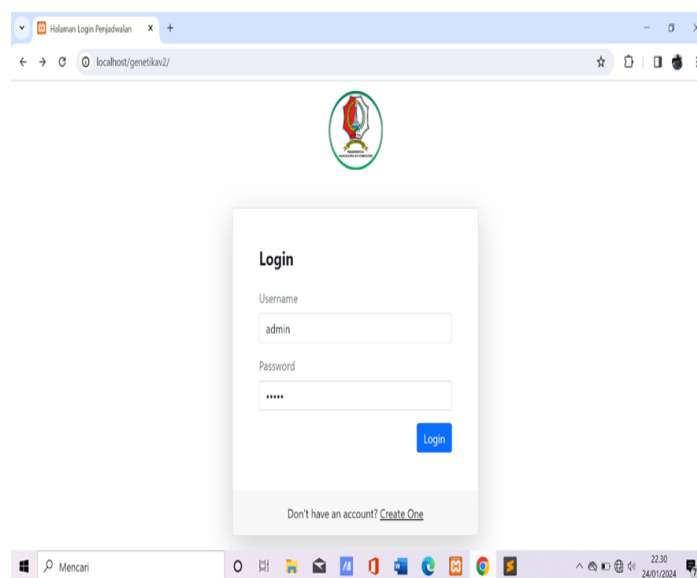 Halaman Login Penjadwalan
localhost/genetikav2/
Login
Username
admin
Password
•••••
Login
Don't have an account? Create One
Mencari
22.30
24/01/2024